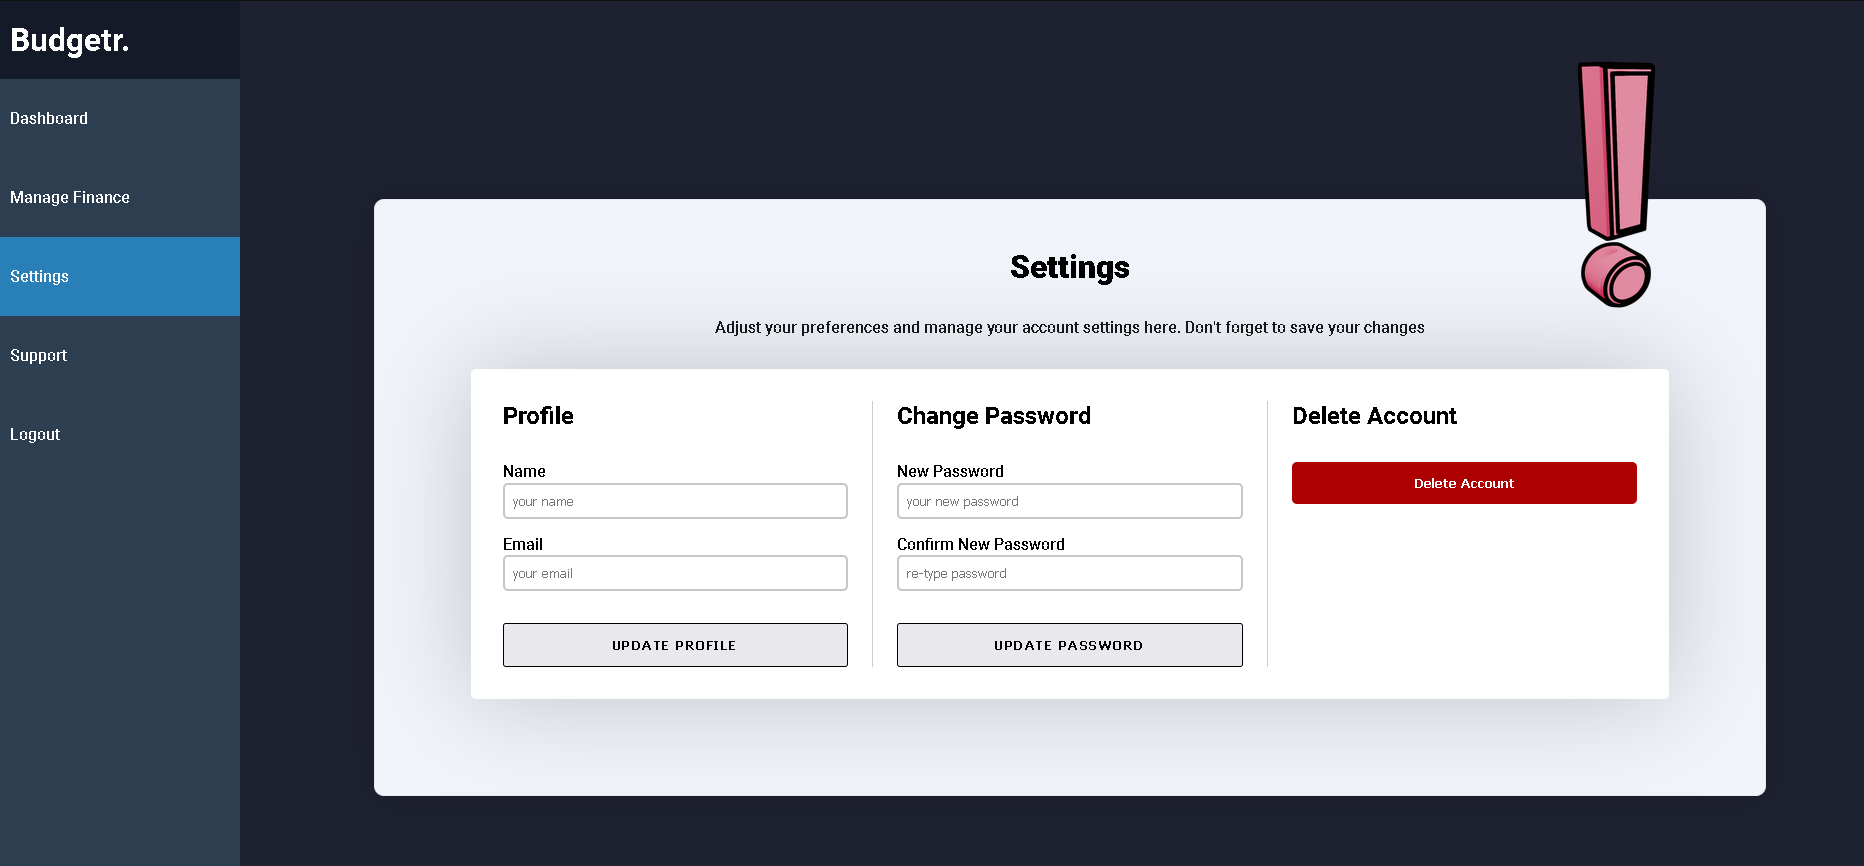 Budgetr.
Dashboard
Manage Finance
Settings
Support
Logout
Settings
Adjust your preferences and manage your account settings here. Don't forget to save your changes
Profile
Name
your name
Email
your email
UPDATE PROFILE
Change Password
New Password
your new password
Confirm New Password
re-type password
UPDATE PASSWORD
Delete Account
Delete Account